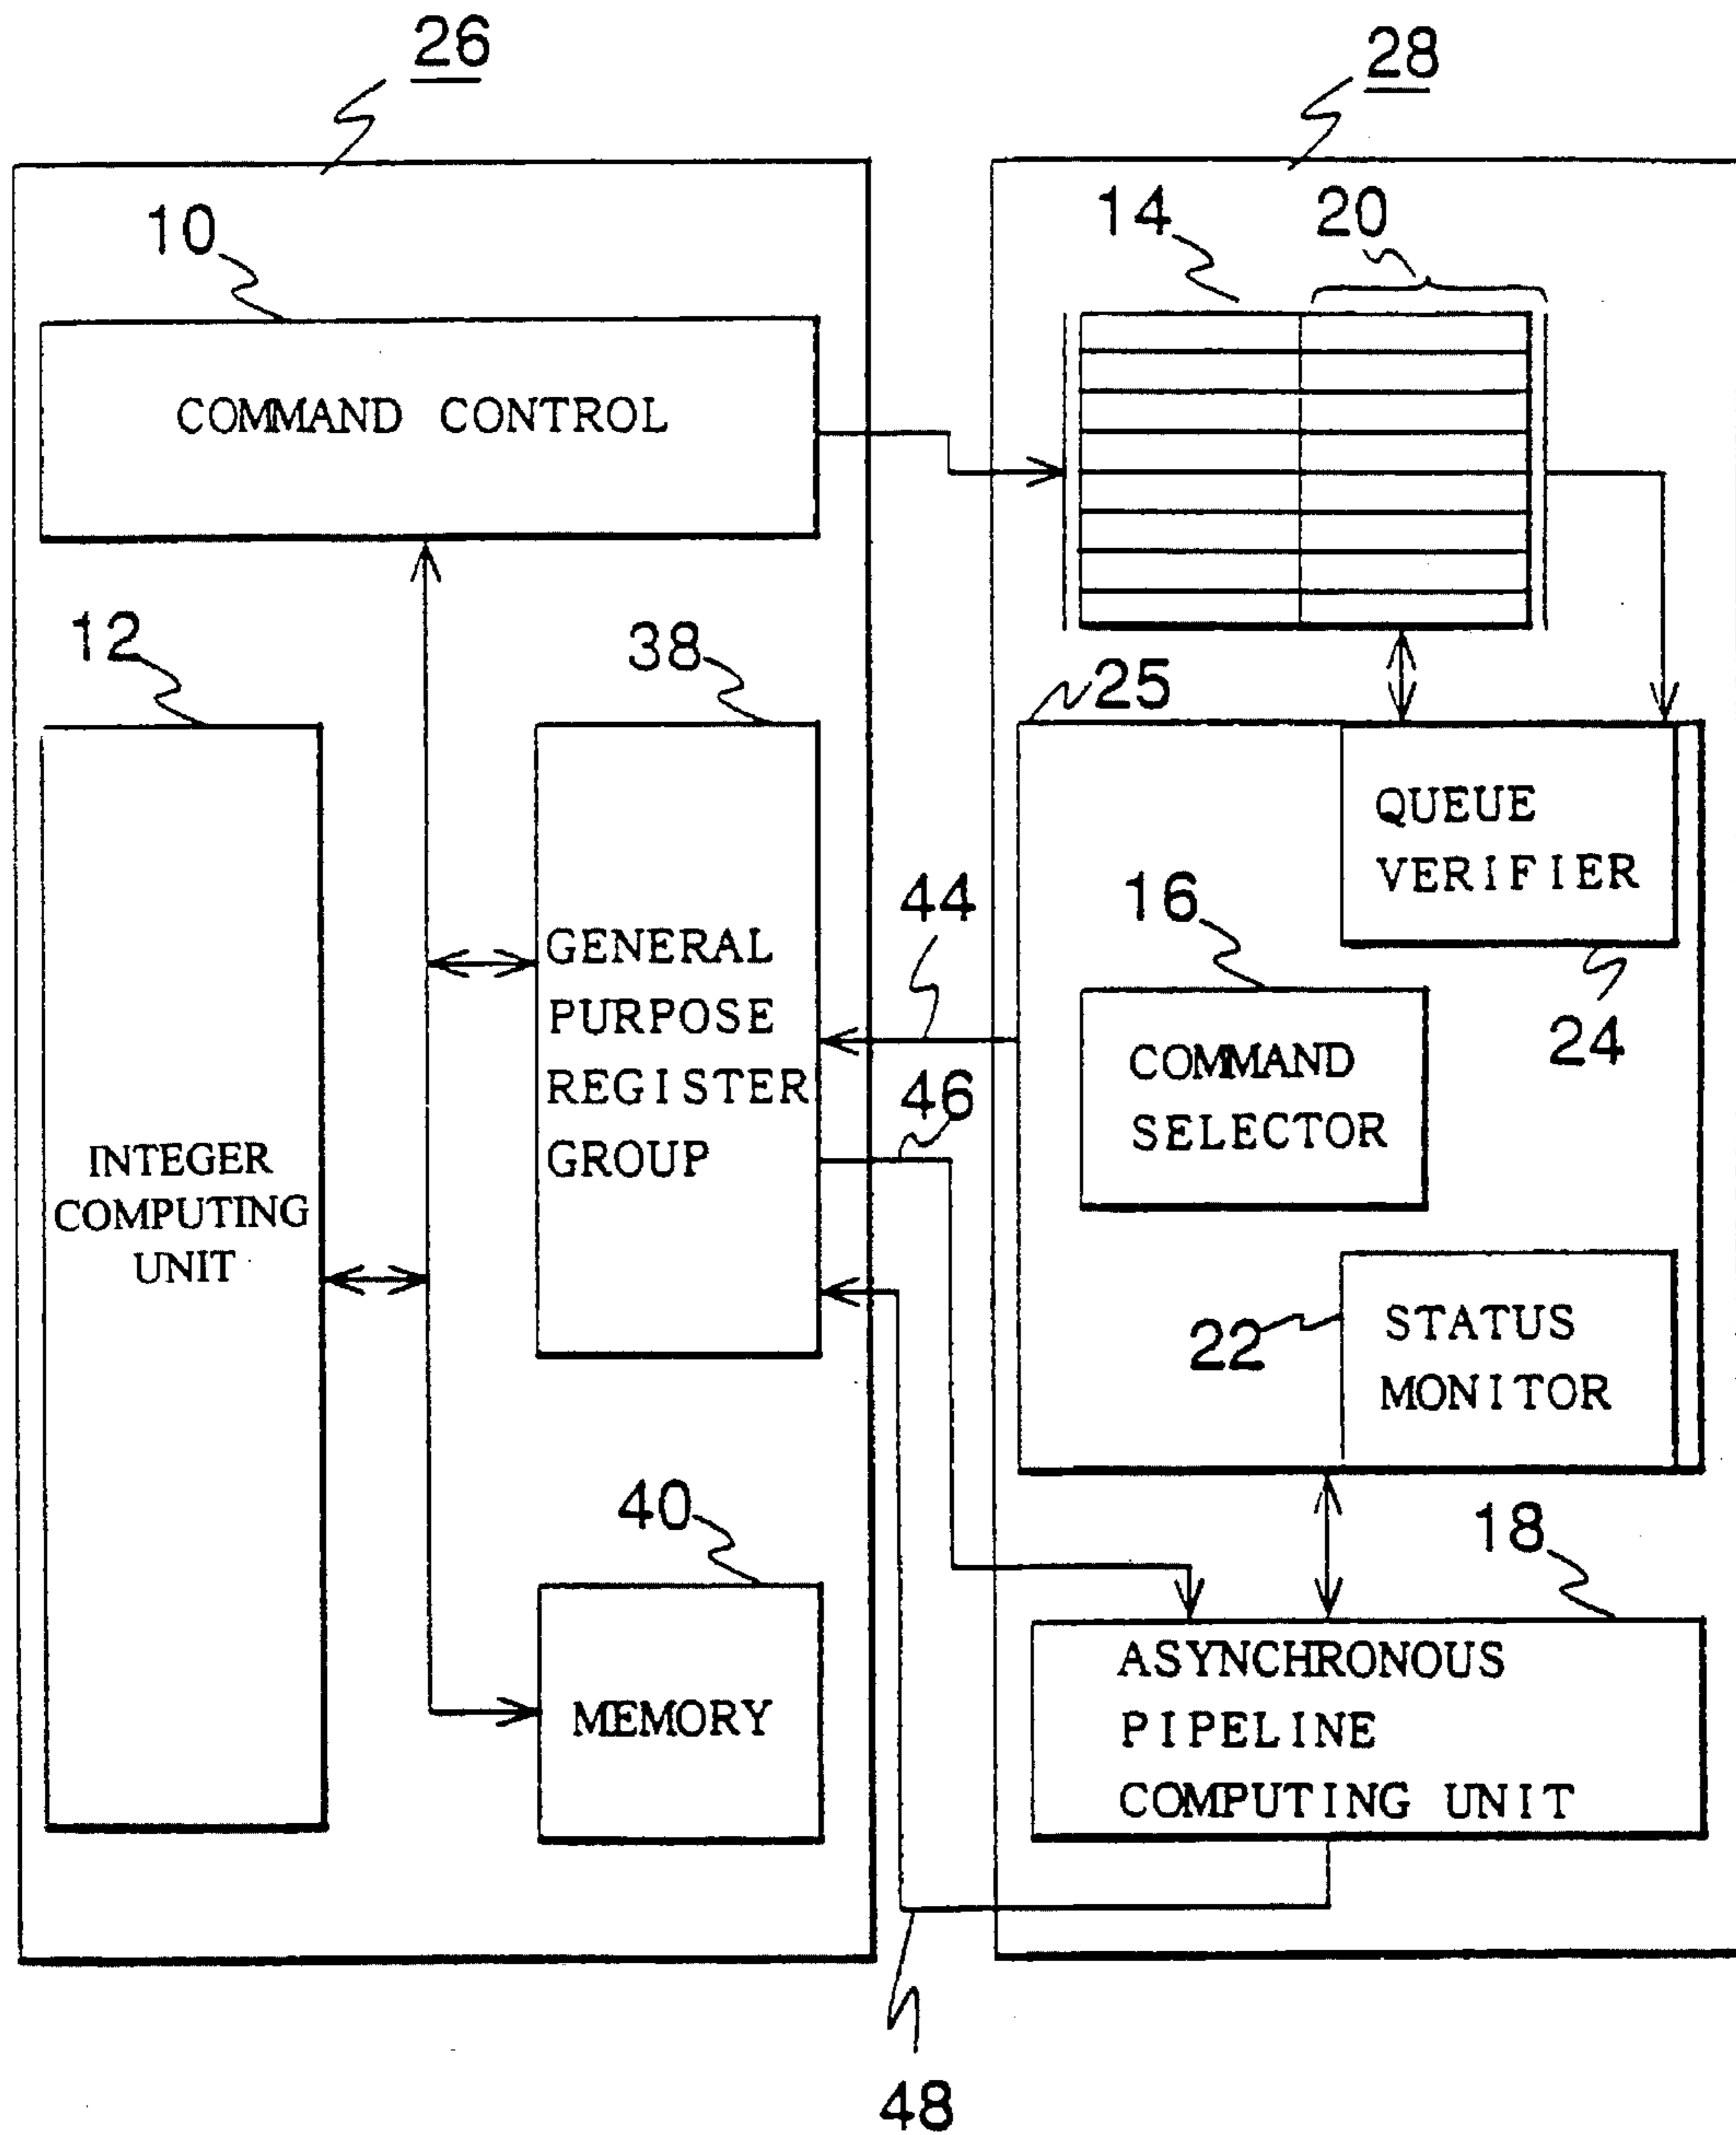 26
28
10
14
20
COMMAND CONTROL
12
38
25
QUEUE
VERIFIER
44
16
24
GENERAL
PURPOSE
REGISTER
GROUP
46
COMMAND
SELECTOR
INTEGER
COMPUTING
UNIT
22
STATUS
MONITOR
40
18
MEMORY
ASYNCHRONOUS
PIPELINE
COMPUTING UNIT
48